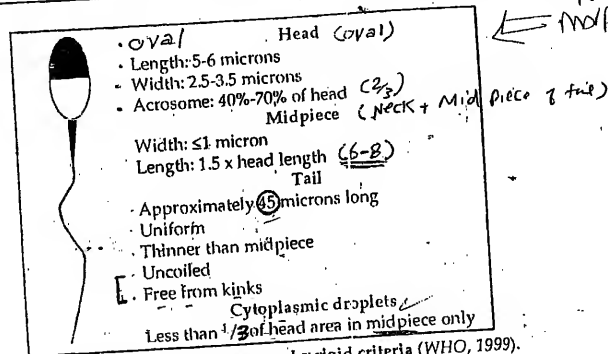 Head (oval)
· oval
· Length: 5-6 microns
· Width: 2.5-3.5 microns
· Acrosome: 40%-70% of head (2/3)
Midpiece (Neck + Mid piece of tail)
Width: ≤1 micron
Length: 1.5 x head length (6-8)
Tail
· Approximately 45 microns long
· Uniform
· Thinner than midpiece
· Uncoiled
· Free from kinks
Cytoplasmic droplets
Less than 1/3 of head area in midpiece only
criteria (WHO, 1999).